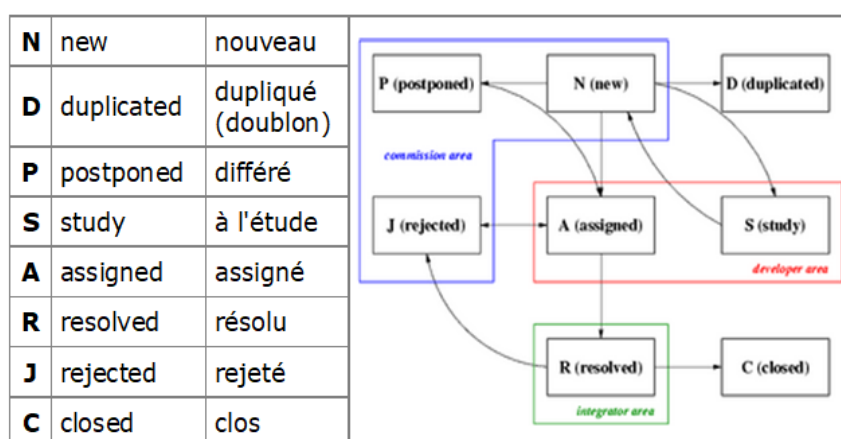 N new nouveau
D duplicated dupliqué
(doublon)
P postponed différé
S study à l'étude
A assigned assigné
R resolved résolu
J rejected rejeté
C closed clos
P (postponed) N (new) D (duplicated)
commission area
J (rejected) A (assigned) S (study)
developer area
R (resolved) C (closed)
integrator area